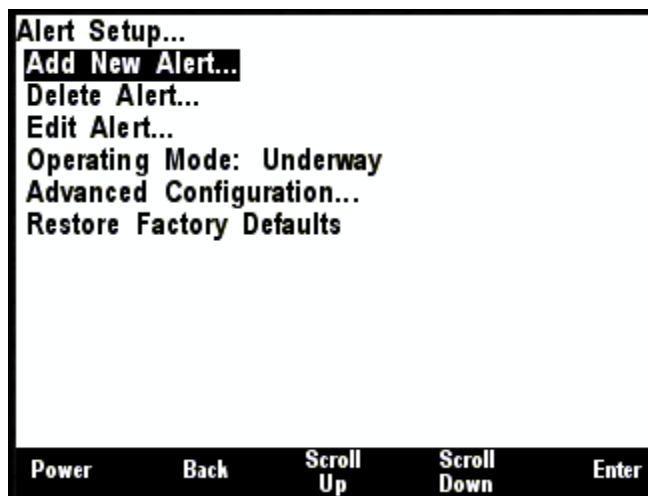 Alert Setup...
Add New Alert...
Delete Alert...
Edit Alert...
Operating Mode: Underway
Advanced Configuration...
Restore Factory Defaults
Power
Back
Scroll
Up
Scroll
Down
Enter